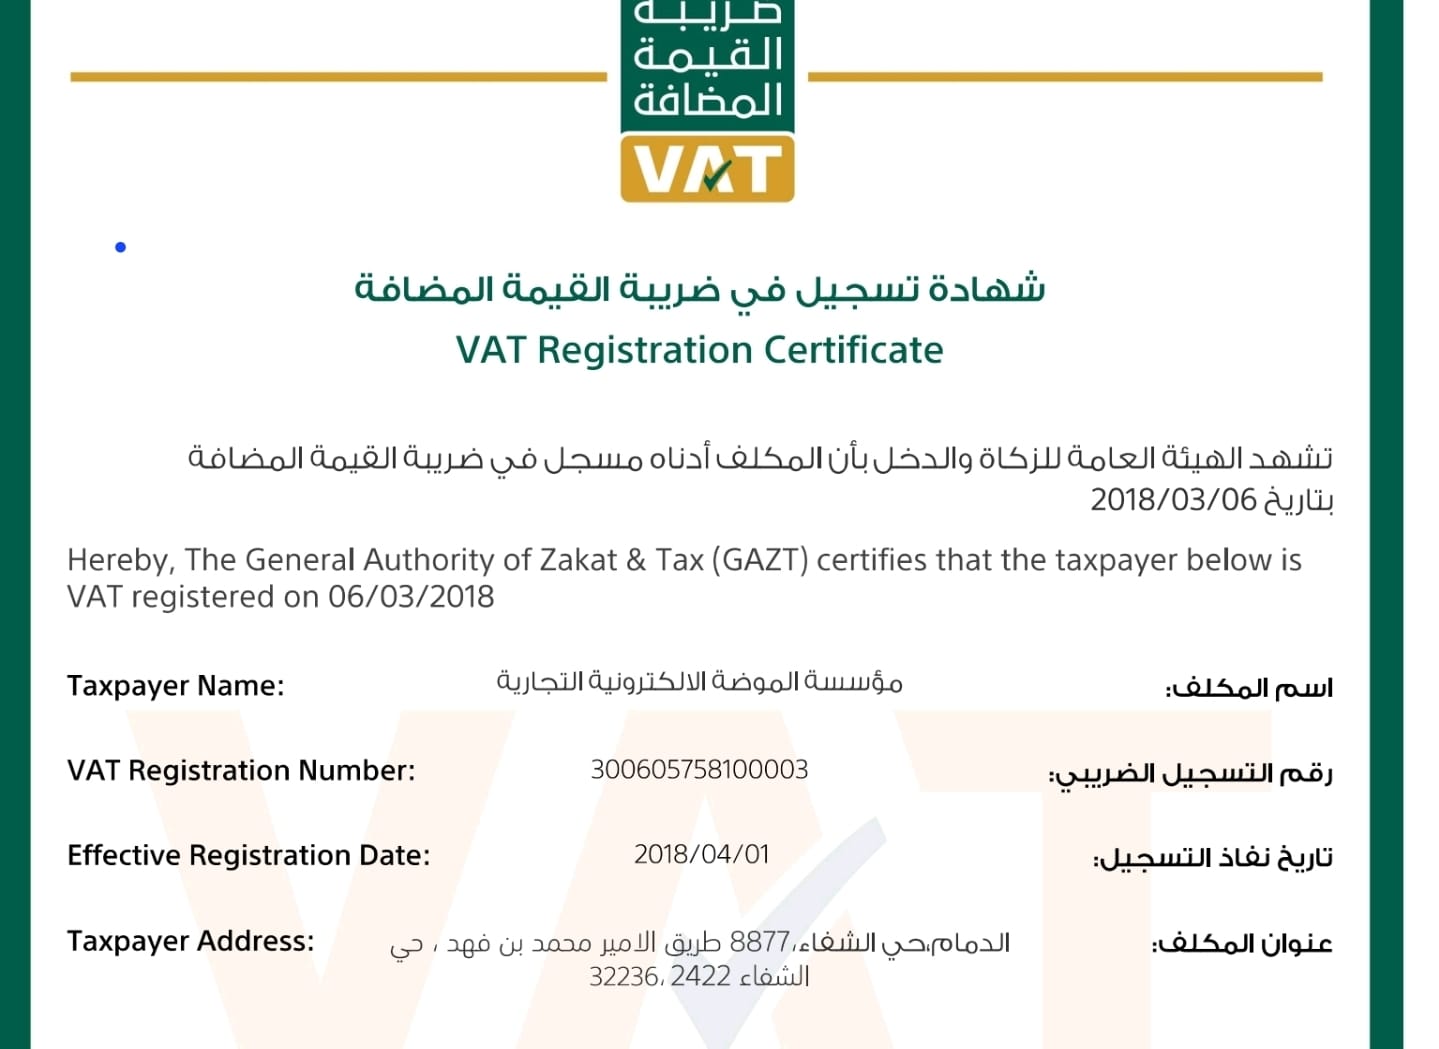 ضريبة
القيمة
المضافة
VAT
شهادة تسجيل في ضريبة القيمة المضافة
VAT Registration Certificate
تشهد الهيئة العامة للزكاة والدخل بأن المكلف أدناه مسجل في ضريبة القيمة المضافة
بتاريخ 2018/03/06
Hereby, The General Authority of Zakat & Tax (GAZT) certifies that the taxpayer below is
VAT registered on 06/03/2018
Taxpayer Name: مؤسسة الموضة الالكترونية التجارية اسم المكلف:
VAT Registration Number: 300605758100003 رقم التسجيل الضريبي:
Effective Registration Date: 2018/04/01 تاريخ نفاذ التسجيل:
Taxpayer Address: الدمام,حي الشفاء،8877 طريق الامير محمد بن فهد ، حي عنوان المكلف:
الشفاء 2422 ،32236
VAT